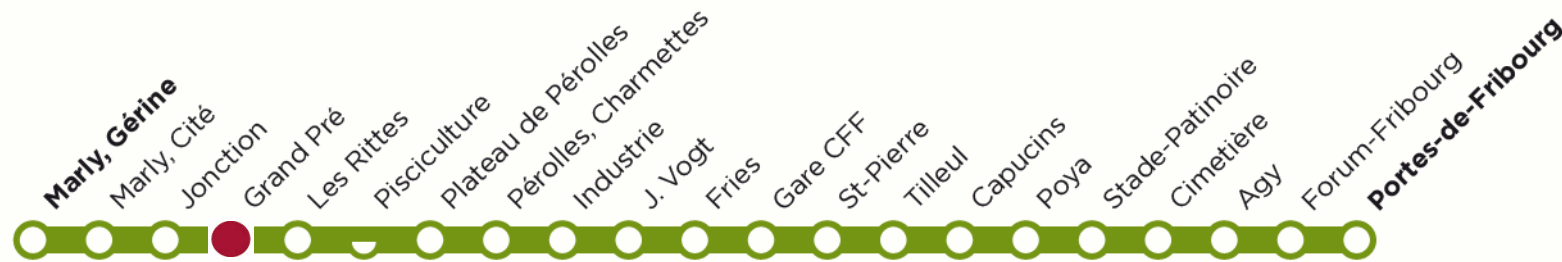 Marly, Gérine
Marly, Cité
Jonction
Grand Pré
Les Rittes
Pisciculture
Plateau de Pérolles
Pérolles, Charmettes
Industrie
J. Vogt
Fries
Gare CFF
St-Pierre
Tilleul
Capucins
Poya
Stade-Patinoire
Cimetière
Agy
Forum-Fribourg
Portes-de-Fribourg